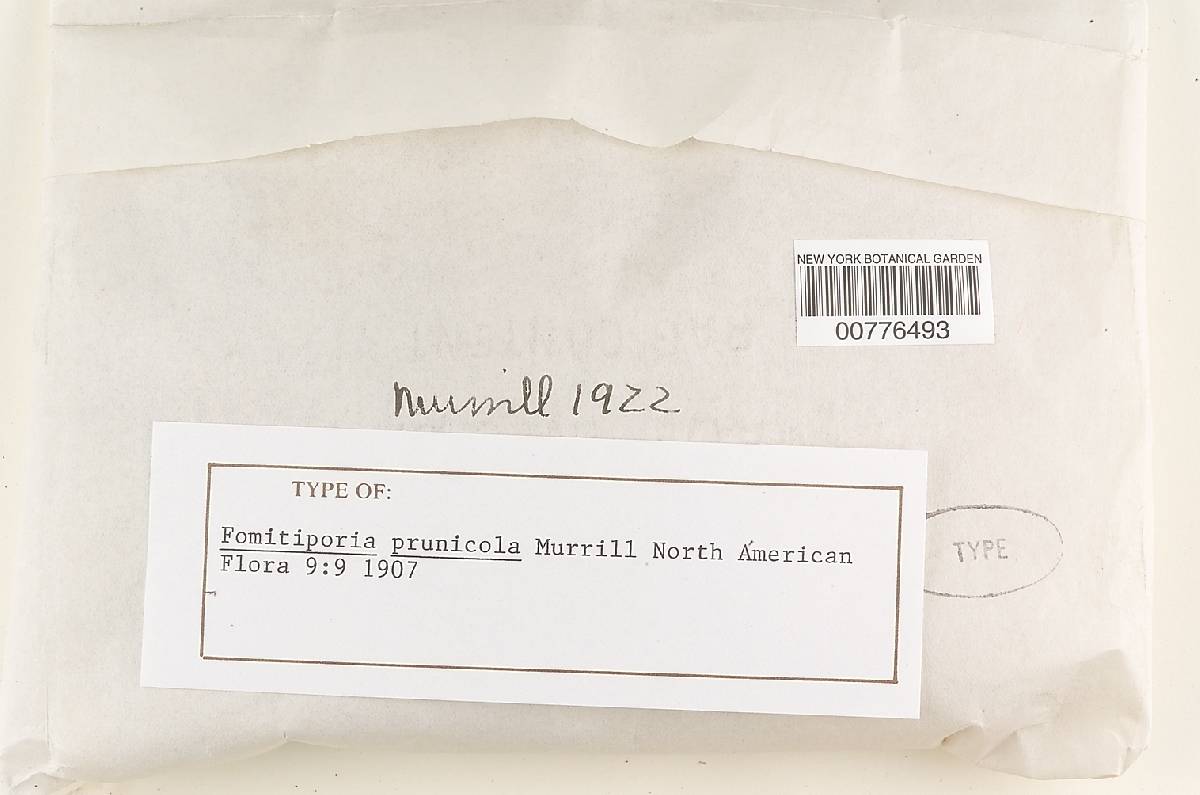 NEW YORK BOTANICAL GARDEN
00776493
Murrill 1922
TYPE OF:
Fomitiporia prunicola Murrill North American
Flora 9:9 1907
TYPE